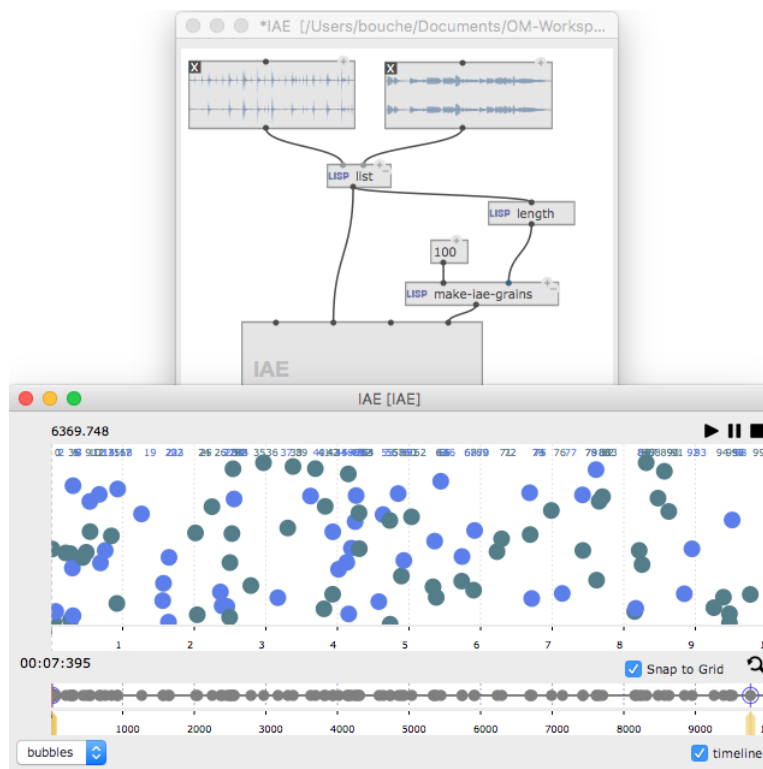 *IAE [/Users/bouche/Documents/OM-Worksp...
X
X
LISP list
LISP length
100
LISP make-iae-grains
IAE
IAE [IAE]
6369.748
19
1 2 3 4 5 6 7 8 9
00:07:395
Snap to Grid
1000 2000 3000 4000 5000 6000 7000 8000 9000
bubbles
timeline